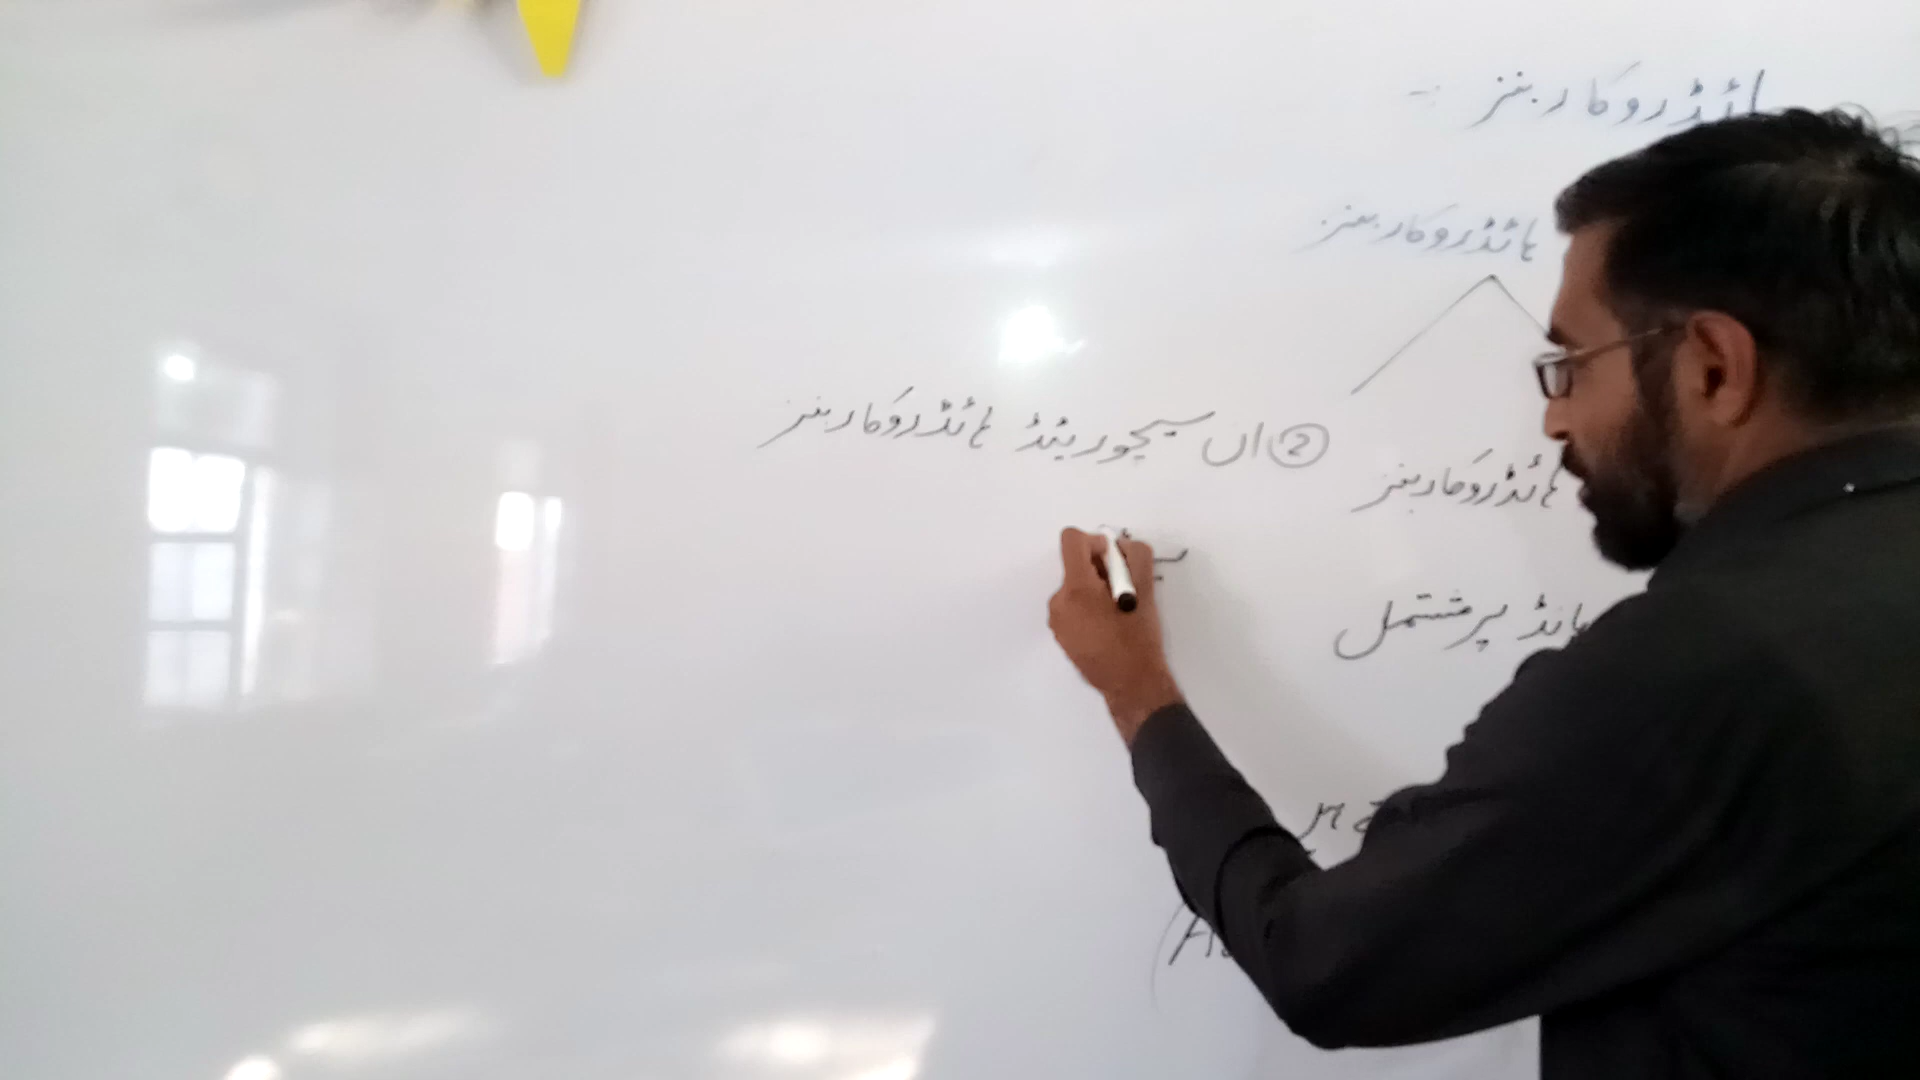 ہائڈروکاربنز :-
ہائڈروکاربنز
② ان سیچوریٹڈ ہائڈروکاربنز
ہائڈروکاربنز
بانڈ پر مشتمل